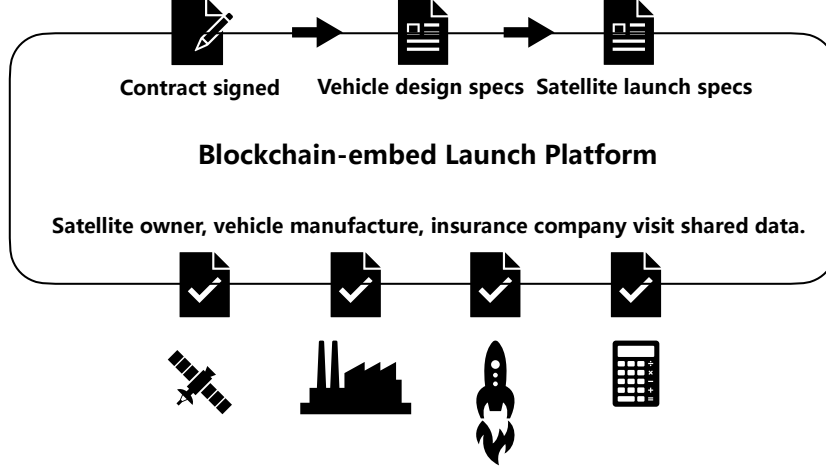 Contract signed
Vehicle design specs
Satellite launch specs
Blockchain-embed Launch Platform
Satellite owner, vehicle manufacture, insurance company visit shared data.